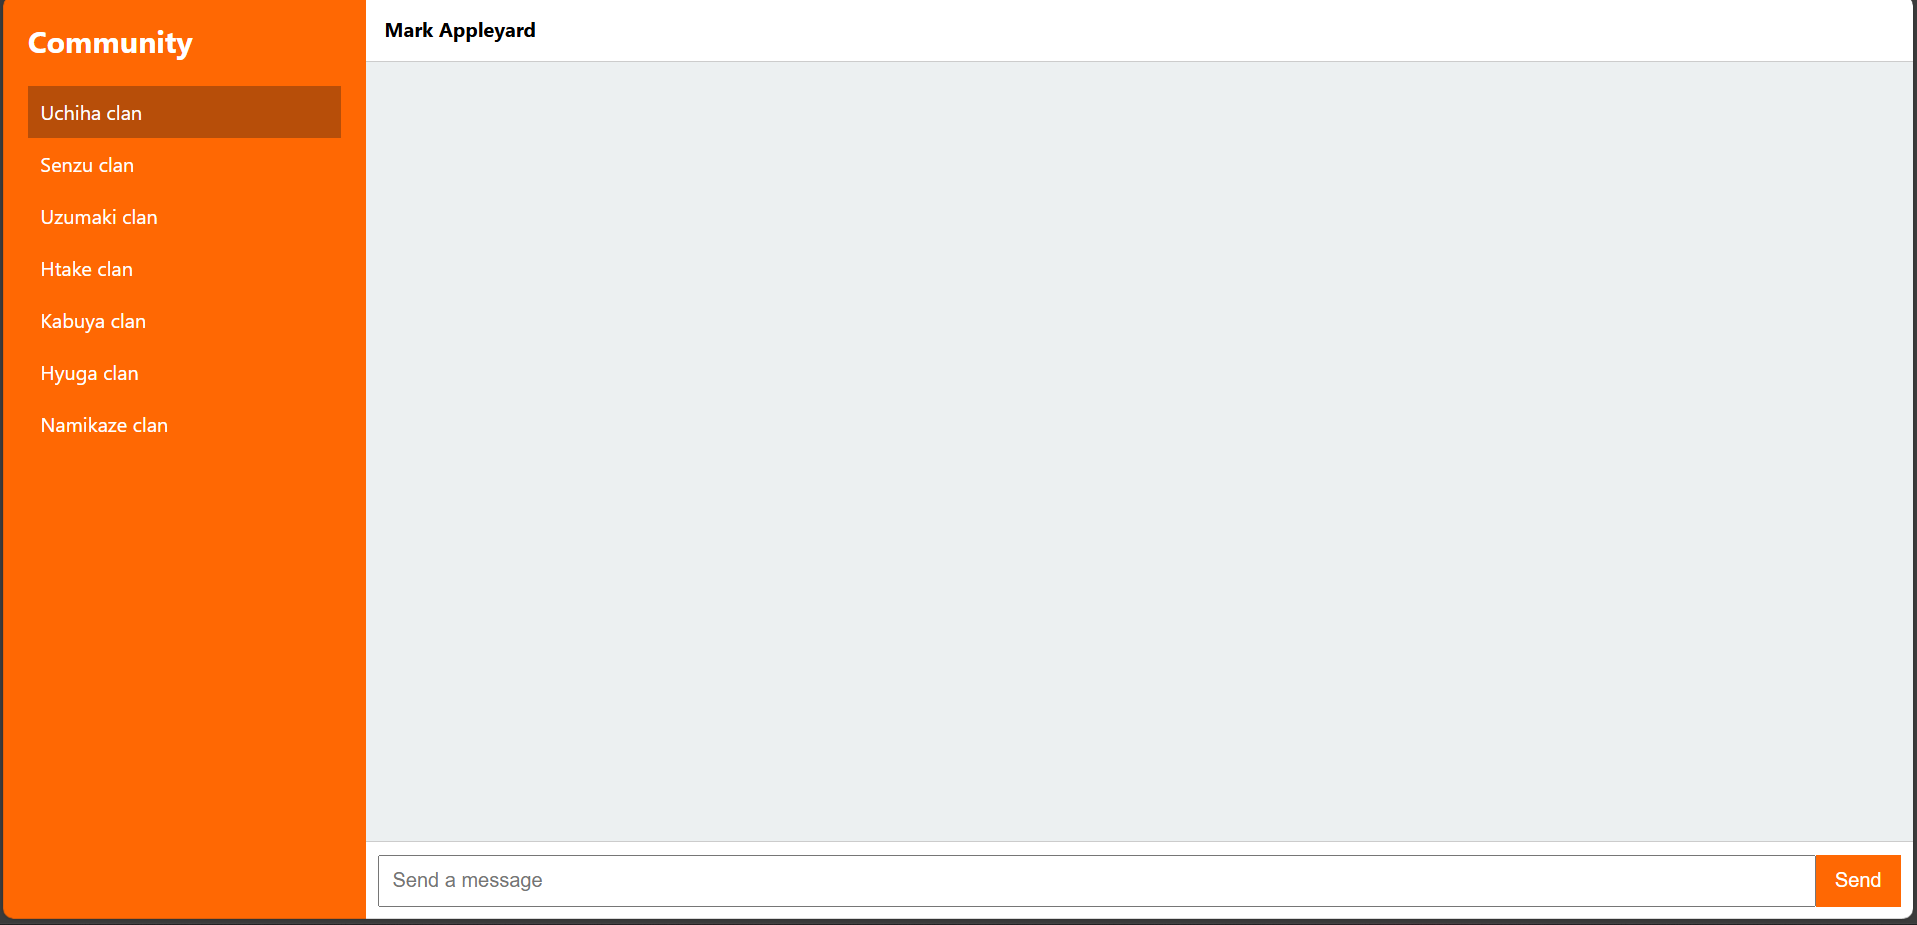 Community
Uchiha clan
Senzu clan
Uzumaki clan
Htake clan
Kabuya clan
Hyuga clan
Namikaze clan
Mark Appleyard
Send a message
Send